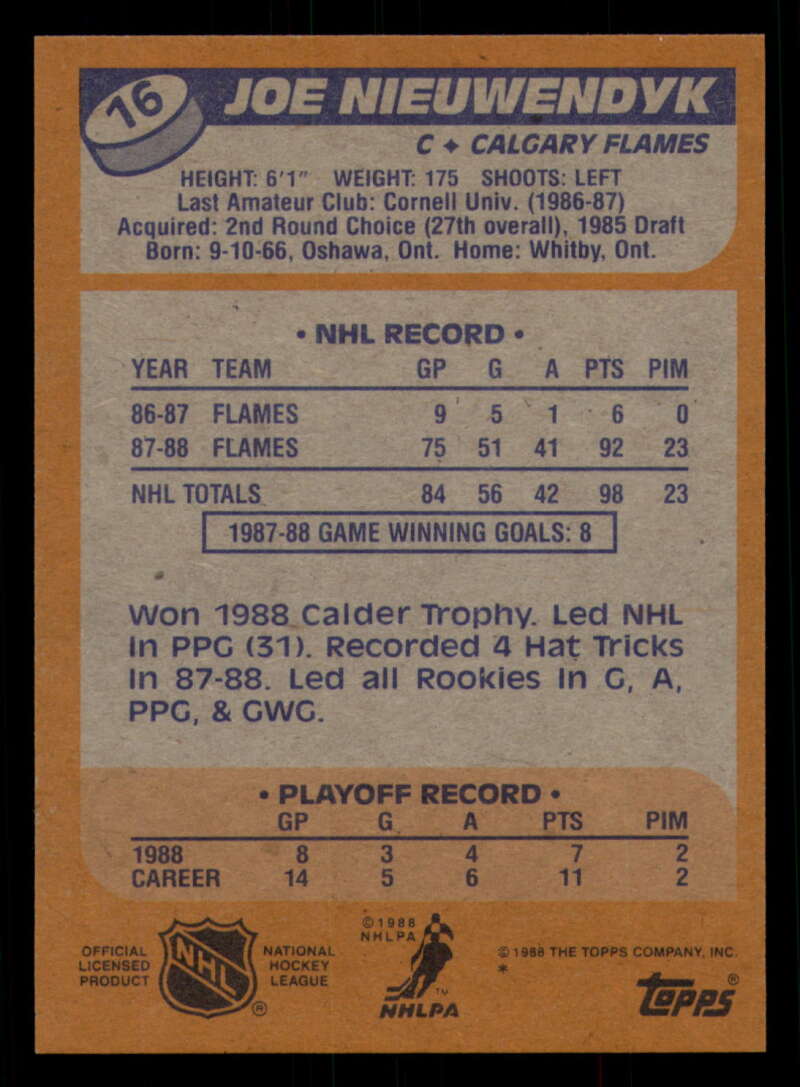 16
JOE NIEUWENDYK
C ♦ CALGARY FLAMES
HEIGHT: 6'1" WEIGHT: 175 SHOOTS: LEFT
Last Amateur Club: Cornell Univ. (1986-87)
Acquired: 2nd Round Choice (27th overall), 1985 Draft
Born: 9-10-66, Oshawa, Ont. Home: Whitby, Ont.
• NHL RECORD •
YEAR TEAM GP G A PTS PIM
86-87 FLAMES 9 5 1 6 0
87-88 FLAMES 75 51 41 92 23
NHL TOTALS 84 56 42 98 23
1987-88 GAME WINNING GOALS: 8
Won 1988 Calder Trophy. Led NHL
In PPG (31). Recorded 4 Hat Tricks
In 87-88. Led all Rookies In G, A,
PPG, & GWG.
• PLAYOFF RECORD •
GP G A PTS PIM
1988 8 3 4 7 2
CAREER 14 5 6 11 2
OFFICIAL
LICENSED
PRODUCT
NHL
®
NATIONAL
HOCKEY
LEAGUE
© 1988
NHLPA
TM
NHLPA
© 1988 THE TOPPS COMPANY, INC.
*
topps®